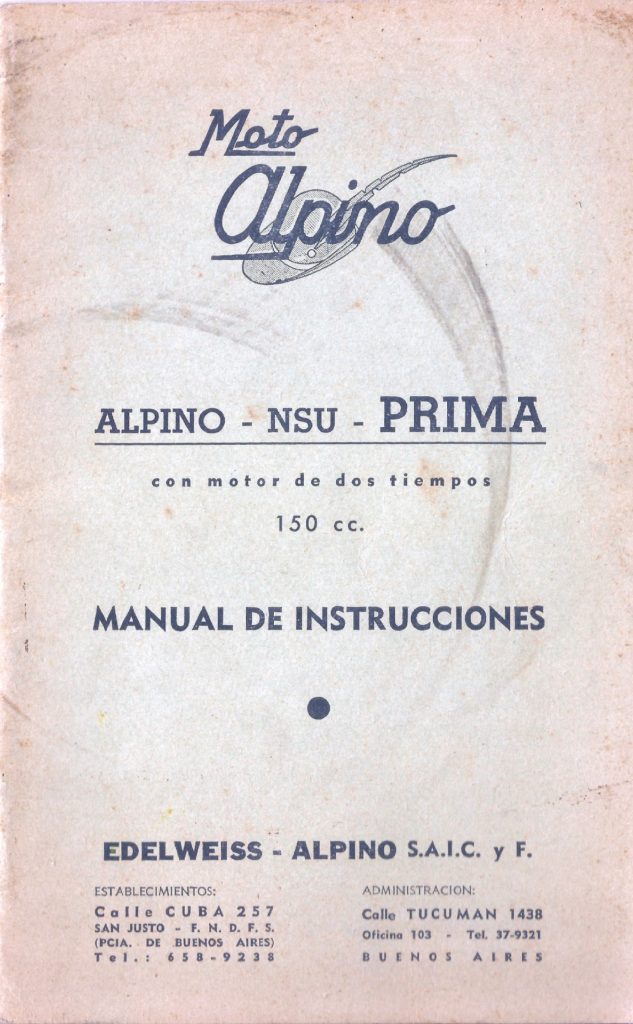 Moto
Alpino
ALPINO - NSU - PRIMA
con motor de dos tiempos
150 cc.
MANUAL DE INSTRUCCIONES
EDELWEISS - ALPINO S.A.I.C. y F.
ESTABLECIMIENTOS:
Calle CUBA 257
SAN JUSTO - F. N. D. F. S.
(PCIA. DE BUENOS AIRES)
Tel.: 658-9238
ADMINISTRACION:
Calle TUCUMAN 1438
Oficina 103 - Tel. 37-9321
BUENOS AIRES